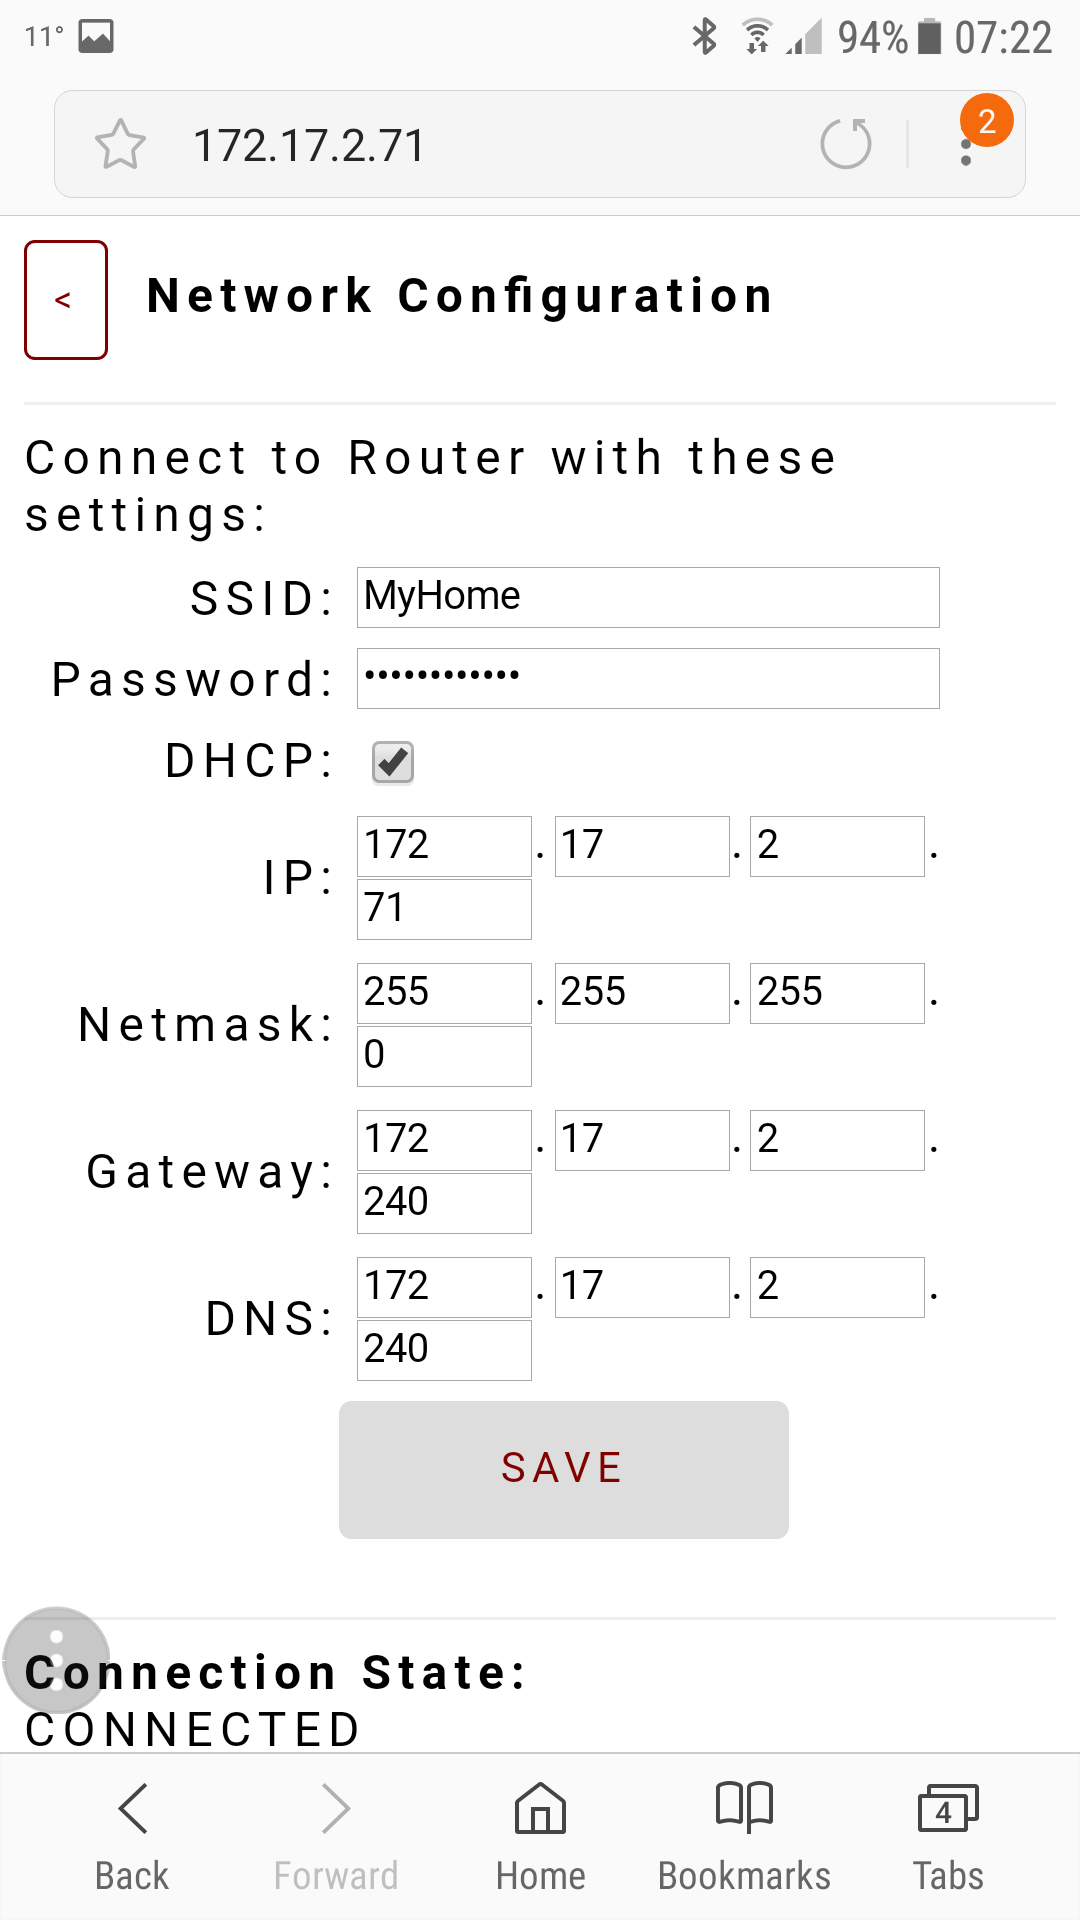 11° 94% 07:22
172.17.2.71 2
< Network Configuration
Connect to Router with these
settings:
SSID: MyHome
Password: ••••••••••••
DHCP:
172 . 17 . 2 .
IP:
71
255 . 255 . 255 .
Netmask:
0
172 . 17 . 2 .
Gateway:
240
172 . 17 . 2 .
DNS:
240
SAVE
Connection State:
CONNECTED
4
Back Forward Home Bookmarks Tabs